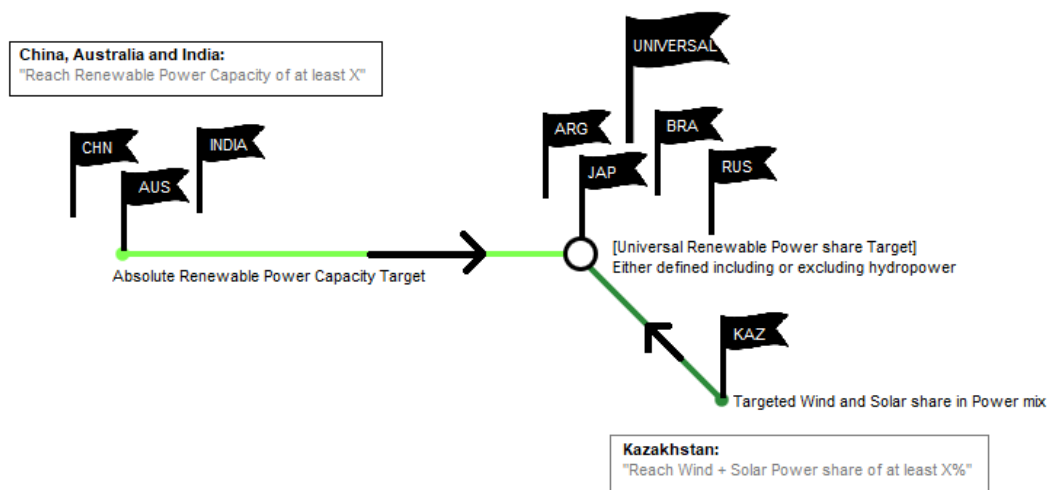 China, Australia and India:
"Reach Renewable Power Capacity of at least X"
UNIVERSAL
CHN
INDIA
AUS
ARG
BRA
JAP
RUS
[Universal Renewable Power share Target]
Either defined including or excluding hydropower
Absolute Renewable Power Capacity Target
KAZ
Targeted Wind and Solar share in Power mix
Kazakhstan:
"Reach Wind + Solar Power share of at least X%"